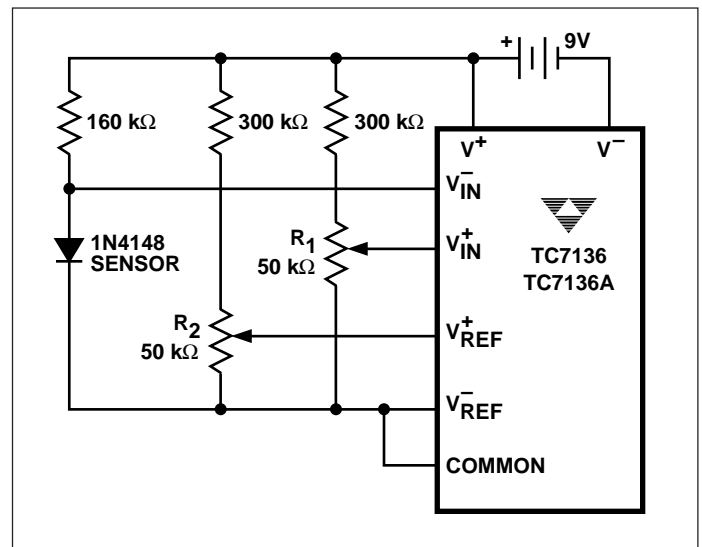 + 9V
160 kΩ 300 kΩ 300 kΩ
V+ V−
V−IN
1N4148
SENSOR
R1
50 kΩ
V+IN
TC7136
TC7136A
R2
50 kΩ
V+REF
V−REF
COMMON